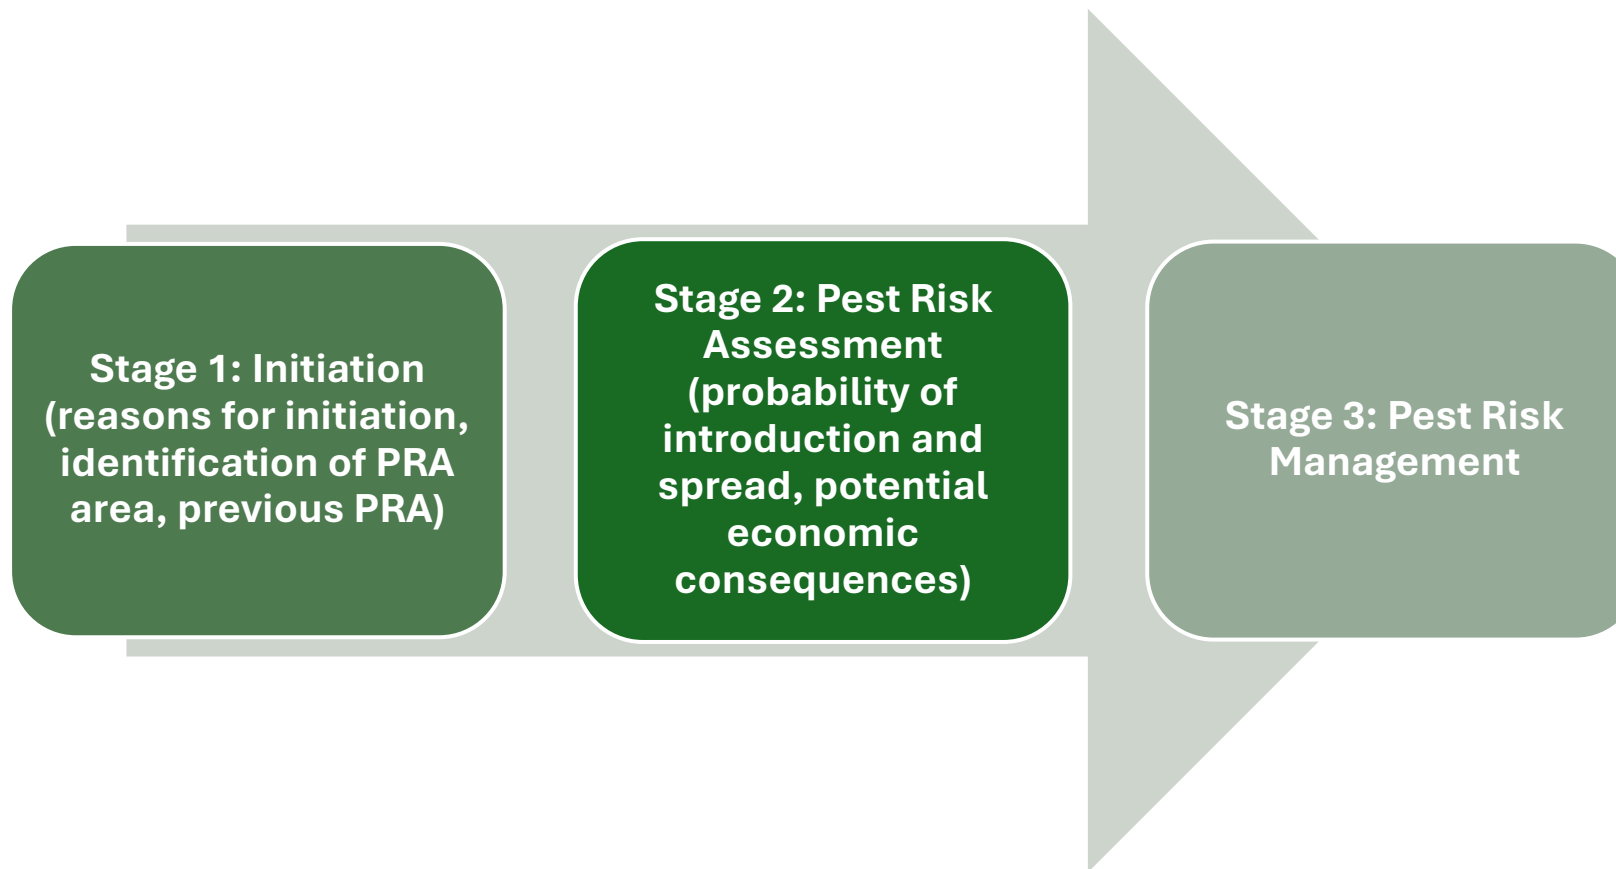 Stage 1: Initiation
(reasons for initiation,
identification of PRA
area, previous PRA)
Stage 2: Pest Risk
Assessment
(probability of
introduction and
spread, potential
economic
consequences)
Stage 3: Pest Risk
Management